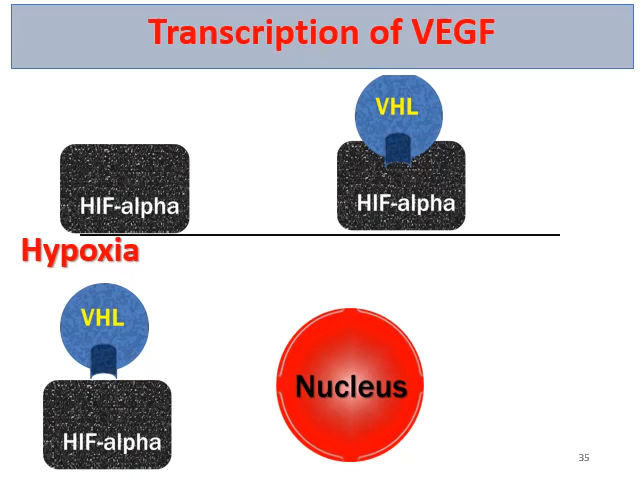 Transcription of VEGF
VHL
HIF-alpha
HIF-alpha
Hypoxia
VHL
Nucleus
HIF-alpha
35